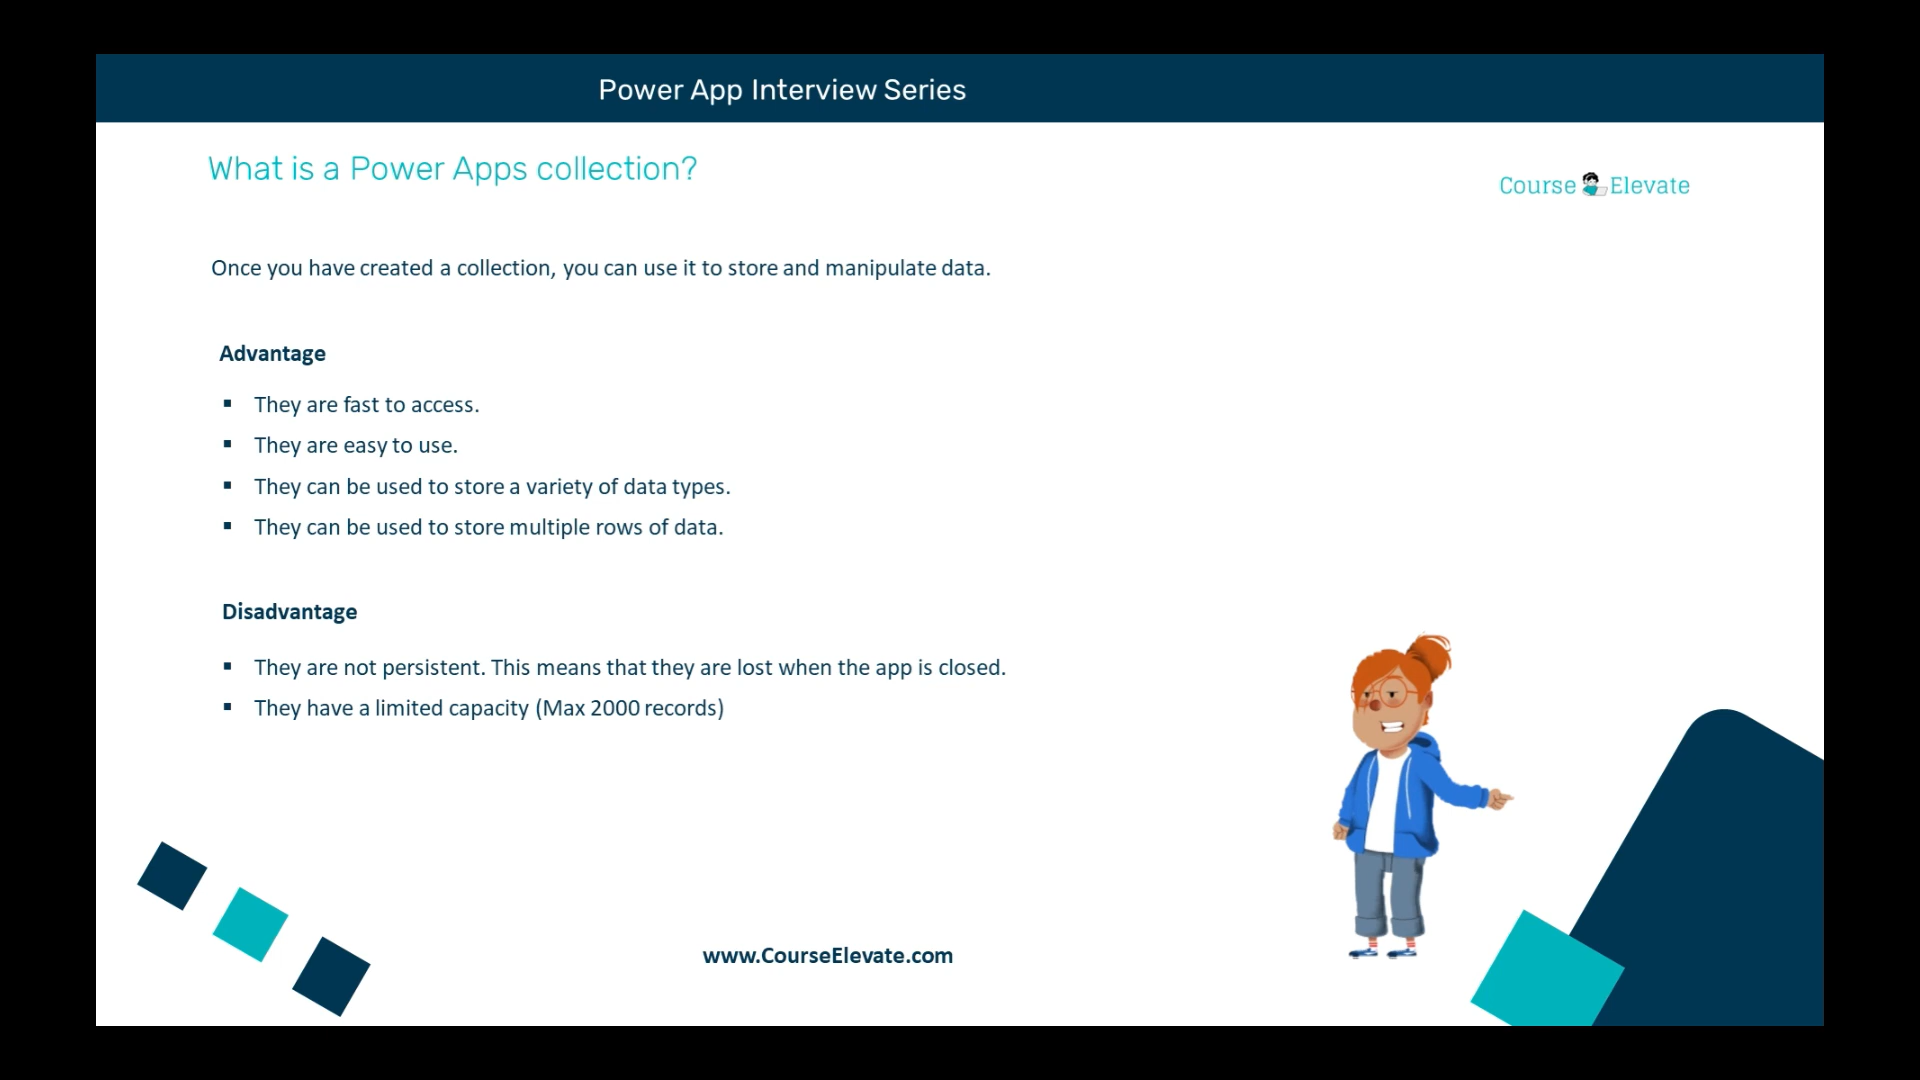 Power App Interview Series
What is a Power Apps collection?
Course Elevate
Once you have created a collection, you can use it to store and manipulate data.
Advantage
▪ They are fast to access.
▪ They are easy to use.
▪ They can be used to store a variety of data types.
▪ They can be used to store multiple rows of data.
Disadvantage
▪ They are not persistent. This means that they are lost when the app is closed.
▪ They have a limited capacity (Max 2000 records)
www.CourseElevate.com